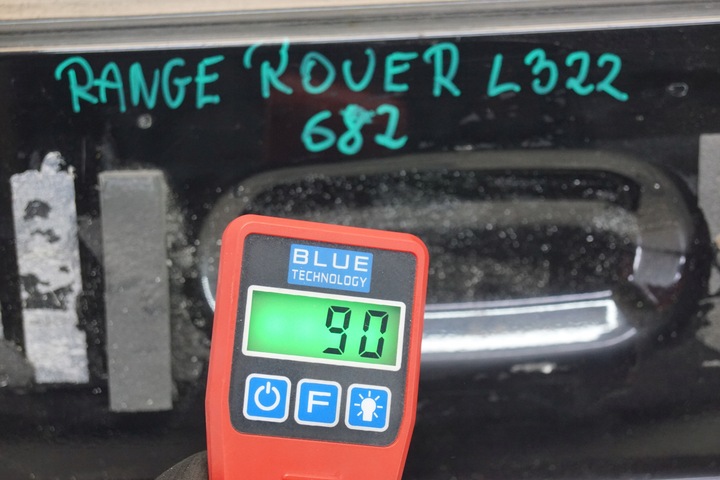 RANGE ROVER L322
682
BLUE
TECHNOLOGY
90
F